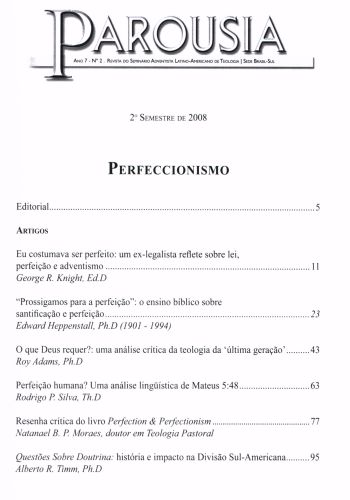 PAROUSIA
ANO 7 - Nº 2 - REVISTA DO SEMINÁRIO ADVENTISTA LATINO-AMERICANO DE TEOLOGIA | SEDE BRASIL-SUL
2º SEMESTRE DE 2008
PERFECCIONISMO
Editorial..........5
ARTIGOS
Eu costumava ser perfeito: um ex-legalista reflete sobre lei,
perfeição e adventismo..........11
George R. Knight, Ed.D
“Prossigamos para a perfeição”: o ensino bíblico sobre
santificação e perfeição..........23
Edward Heppenstall, Ph.D (1901 - 1994)
O que Deus requer?: uma análise crítica da teologia da ‘última geração’..........43
Roy Adams, Ph.D
Perfeição humana? Uma análise lingüística de Mateus 5:48..........63
Rodrigo P. Silva, Th.D
Resenha crítica do livro Perfection & Perfectionism..........77
Natanael B. P. Moraes, doutor em Teologia Pastoral
Questões Sobre Doutrina: história e impacto na Divisão Sul-Americana..........95
Alberto R. Timm, Ph.D